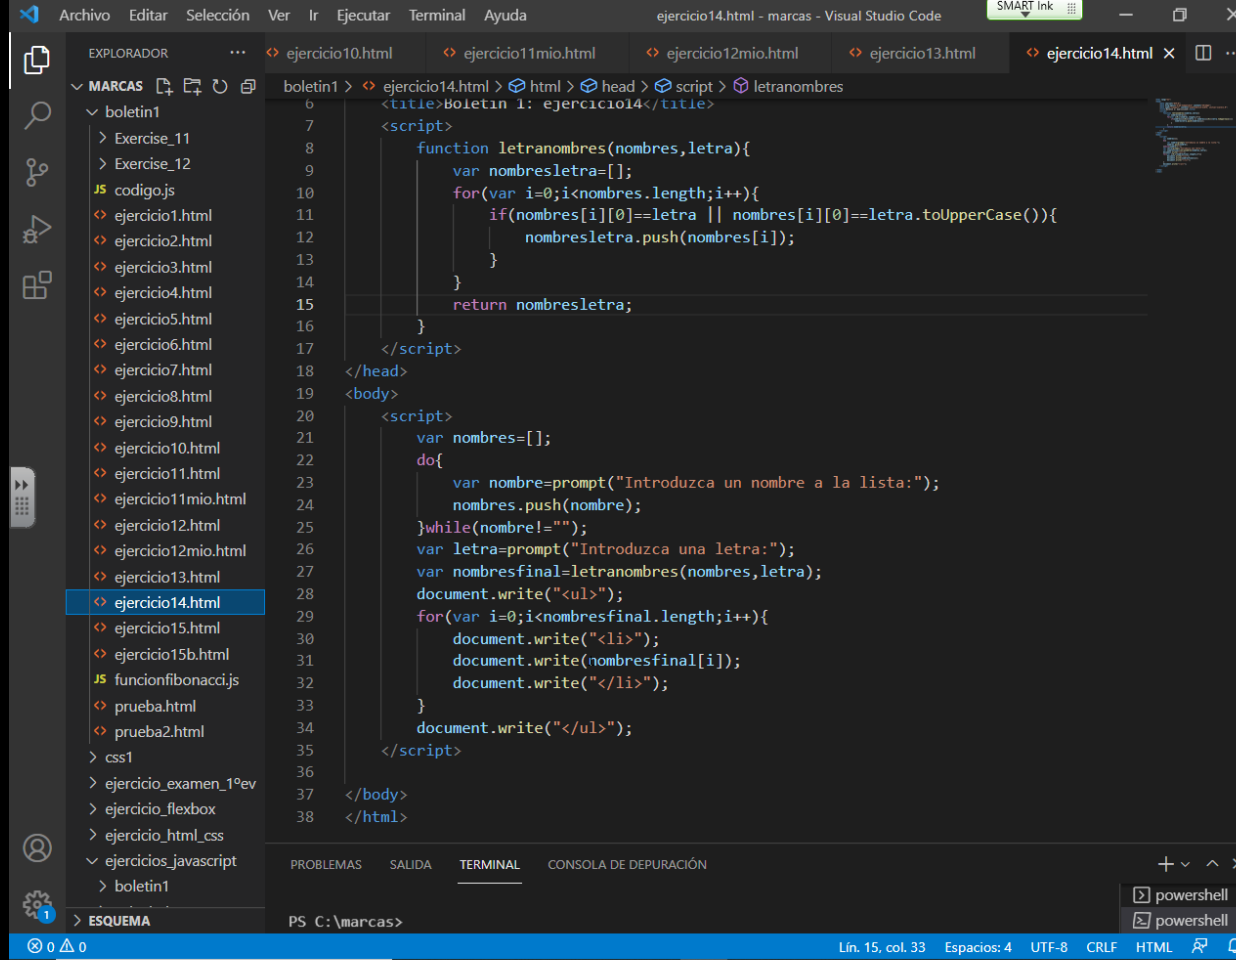 Archivo Editar Selección Ver Ir Ejecutar Terminal Ayuda ejercicio14.html - marcas - Visual Studio Code SMART Ink
EXPLORADOR ··· ejercicio10.html ejercicio11mio.html ejercicio12mio.html ejercicio13.html ejercicio14.html
MARCAS
boletin1 > ejercicio14.html > html > head > script > letranombres
boletin1
Exercise_11
Exercise_12
JS codigo.js
ejercicio1.html
ejercicio2.html
ejercicio3.html
ejercicio4.html
ejercicio5.html
ejercicio6.html
ejercicio7.html
ejercicio8.html
ejercicio9.html
ejercicio10.html
ejercicio11.html
ejercicio11mio.html
ejercicio12.html
ejercicio12mio.html
ejercicio13.html
ejercicio14.html
ejercicio15.html
ejercicio15b.html
JS funcionfibonacci.js
prueba.html
prueba2.html
css1
ejercicio_examen_1ºev
ejercicio_flexbox
ejercicio_html_css
ejercicios_javascript
boletin1
ESQUEMA
6 <title>Boletin 1: ejercicio14</title>
7 <script>
8 function letranombres(nombres,letra){
9 var nombresletra=[];
10 for(var i=0;i<nombres.length;i++){
11 if(nombres[i][0]==letra || nombres[i][0]==letra.toUpperCase()){
12 nombresletra.push(nombres[i]);
13 }
14 }
15 return nombresletra;
16 }
17 </script>
18 </head>
19 <body>
20 <script>
21 var nombres=[];
22 do{
23 var nombre=prompt("Introduzca un nombre a la lista:");
24 nombres.push(nombre);
25 }while(nombre!="");
26 var letra=prompt("Introduzca una letra:");
27 var nombresfinal=letranombres(nombres,letra);
28 document.write("<ul>");
29 for(var i=0;i<nombresfinal.length;i++){
30 document.write("<li>");
31 document.write(nombresfinal[i]);
32 document.write("</li>");
33 }
34 document.write("</ul>");
35 </script>
36
37 </body>
38 </html>
PROBLEMAS SALIDA TERMINAL CONSOLA DE DEPURACIÓN
PS C:\marcas>
powershell
powershell
1
0 0 Lín. 15, col. 33 Espacios: 4 UTF-8 CRLF HTML